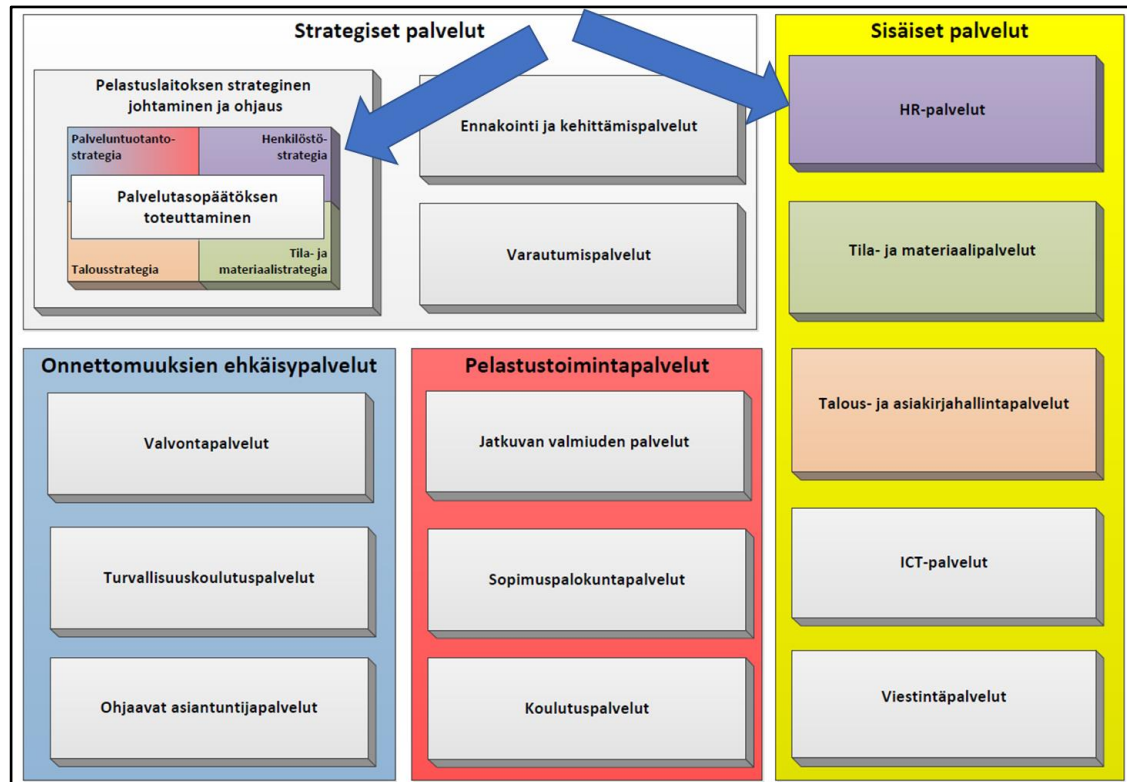 Strategiset palvelut
Pelastuslaitoksen strateginen
johtaminen ja ohjaus
Palveluntuotanto-
strategia
Henkilöstö-
strategia
Palvelutasopäätöksen
toteuttaminen
Talousstrategia
Tila- ja
materiaalistrategia
Ennakointi ja kehittämispalvelut
Varautumispalvelut
Sisäiset palvelut
HR-palvelut
Tila- ja materiaalipalvelut
Talous- ja asiakirjahallintapalvelut
ICT-palvelut
Viestintäpalvelut
Onnettomuuksien ehkäisypalvelut
Valvontapalvelut
Turvallisuuskoulutuspalvelut
Ohjaavat asiantuntijapalvelut
Pelastustoimintapalvelut
Jatkuvan valmiuden palvelut
Sopimuspalokuntapalvelut
Koulutuspalvelut